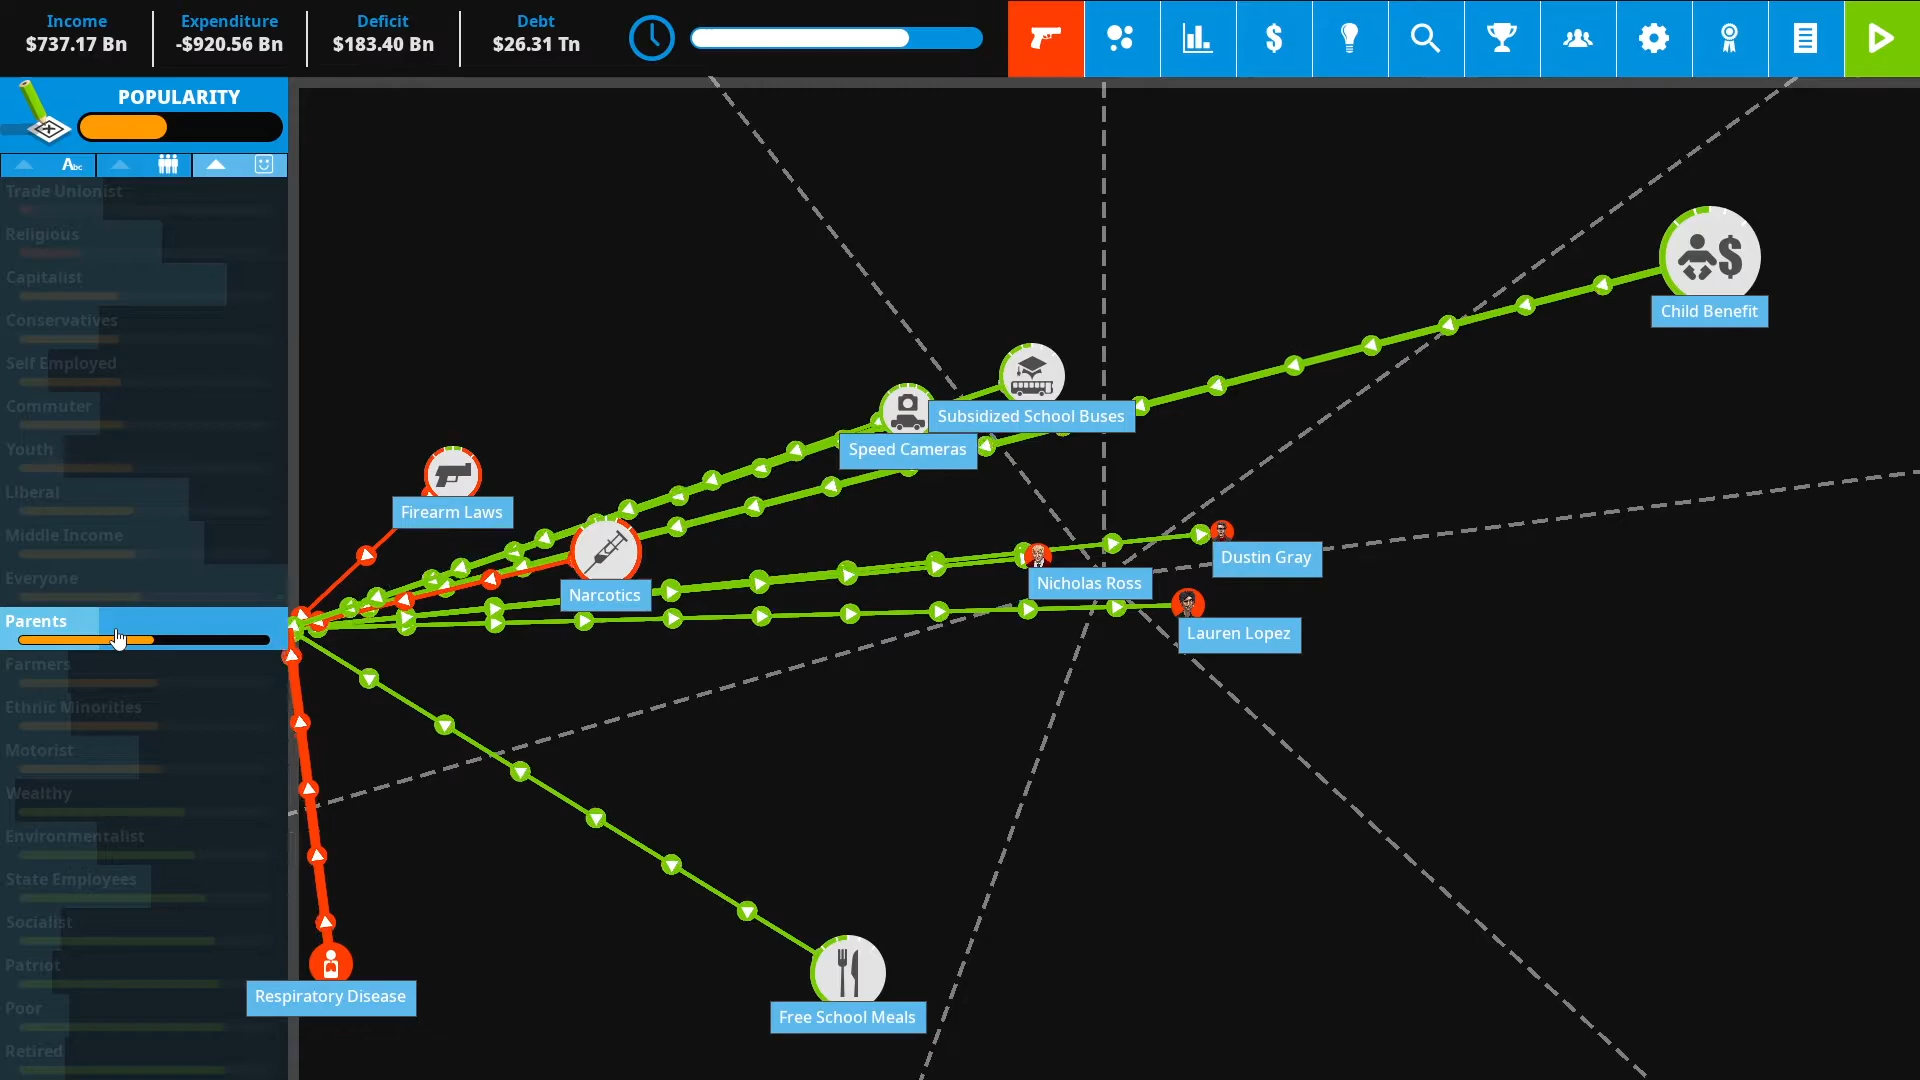 Income
$737.17 Bn
Expenditure
-$920.56 Bn
Deficit
$183.40 Bn
Debt
$26.31 Tn
POPULARITY
Abc
Trade Unionist
Religious
Capitalist
Conservatives
Self Employed
Commuter
Youth
Liberal
Middle Income
Everyone
Parents
Farmers
Ethnic Minorities
Motorist
Wealthy
Environmentalist
State Employees
Socialist
Patriot
Poor
Retired
Child Benefit
Subsidized School Buses
Speed Cameras
Firearm Laws
Narcotics
Dustin Gray
Nicholas Ross
Lauren Lopez
Respiratory Disease
Free School Meals